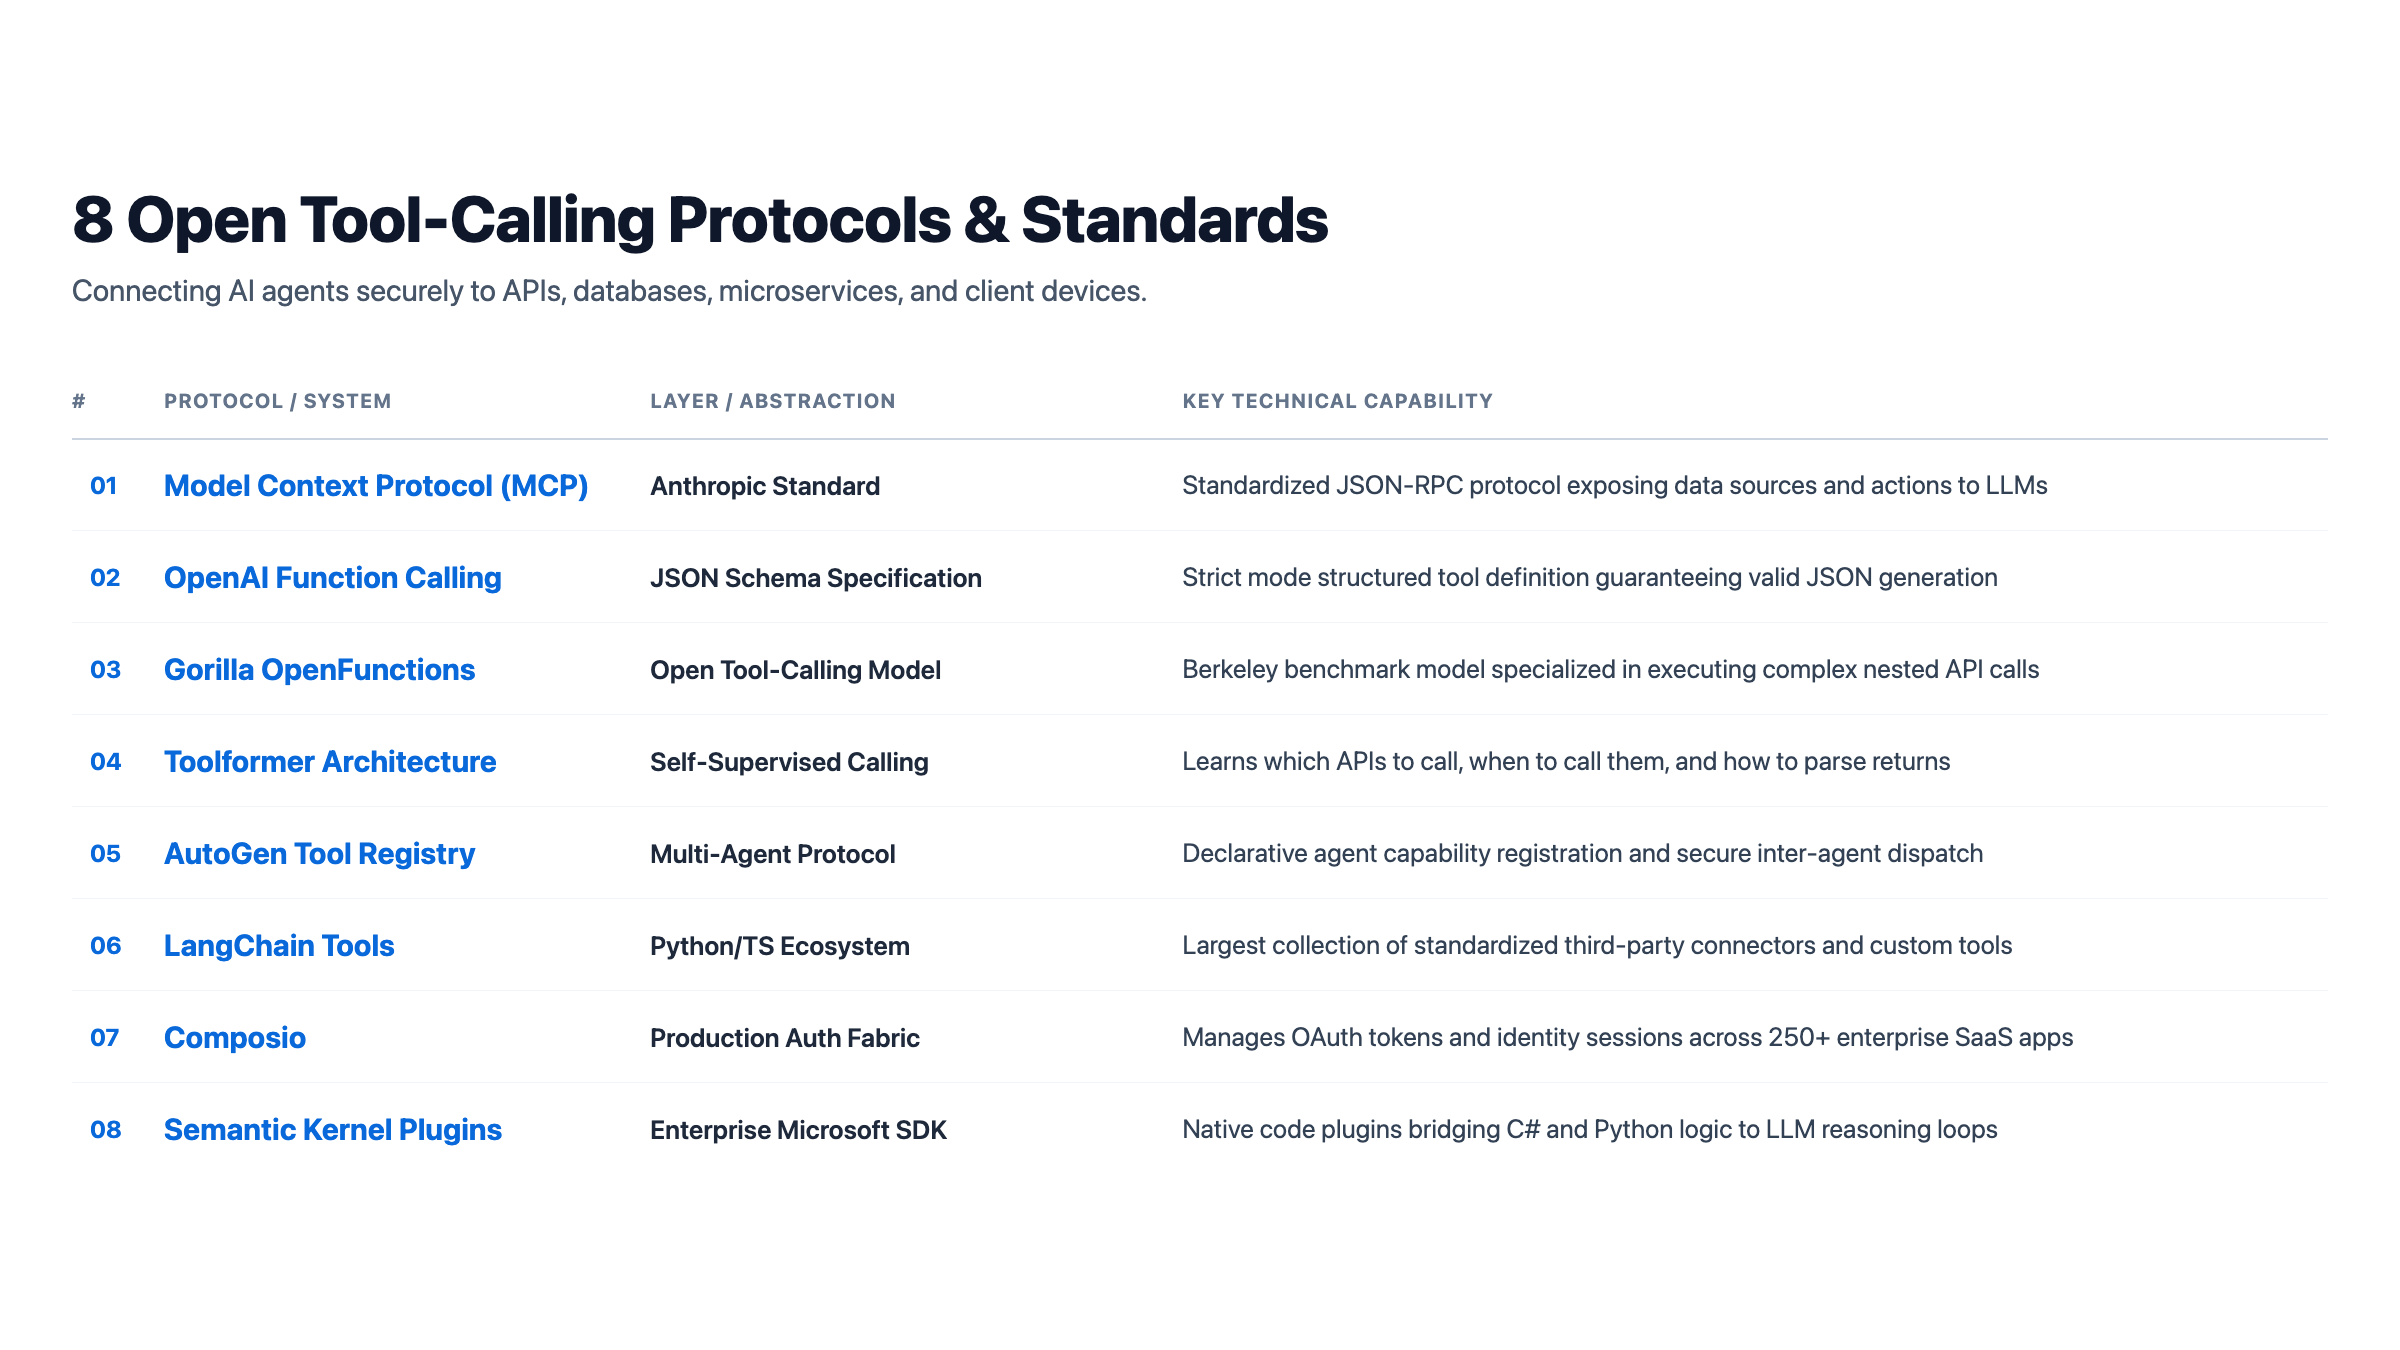 8 Open Tool-Calling Protocols & Standards
Connecting AI agents securely to APIs, databases, microservices, and client devices.
# PROTOCOL / SYSTEM LAYER / ABSTRACTION KEY TECHNICAL CAPABILITY
01 Model Context Protocol (MCP) Anthropic Standard Standardized JSON-RPC protocol exposing data sources and actions to LLMs
02 OpenAI Function Calling JSON Schema Specification Strict mode structured tool definition guaranteeing valid JSON generation
03 Gorilla OpenFunctions Open Tool-Calling Model Berkeley benchmark model specialized in executing complex nested API calls
04 Toolformer Architecture Self-Supervised Calling Learns which APIs to call, when to call them, and how to parse returns
05 AutoGen Tool Registry Multi-Agent Protocol Declarative agent capability registration and secure inter-agent dispatch
06 LangChain Tools Python/TS Ecosystem Largest collection of standardized third-party connectors and custom tools
07 Composio Production Auth Fabric Manages OAuth tokens and identity sessions across 250+ enterprise SaaS apps
08 Semantic Kernel Plugins Enterprise Microsoft SDK Native code plugins bridging C# and Python logic to LLM reasoning loops